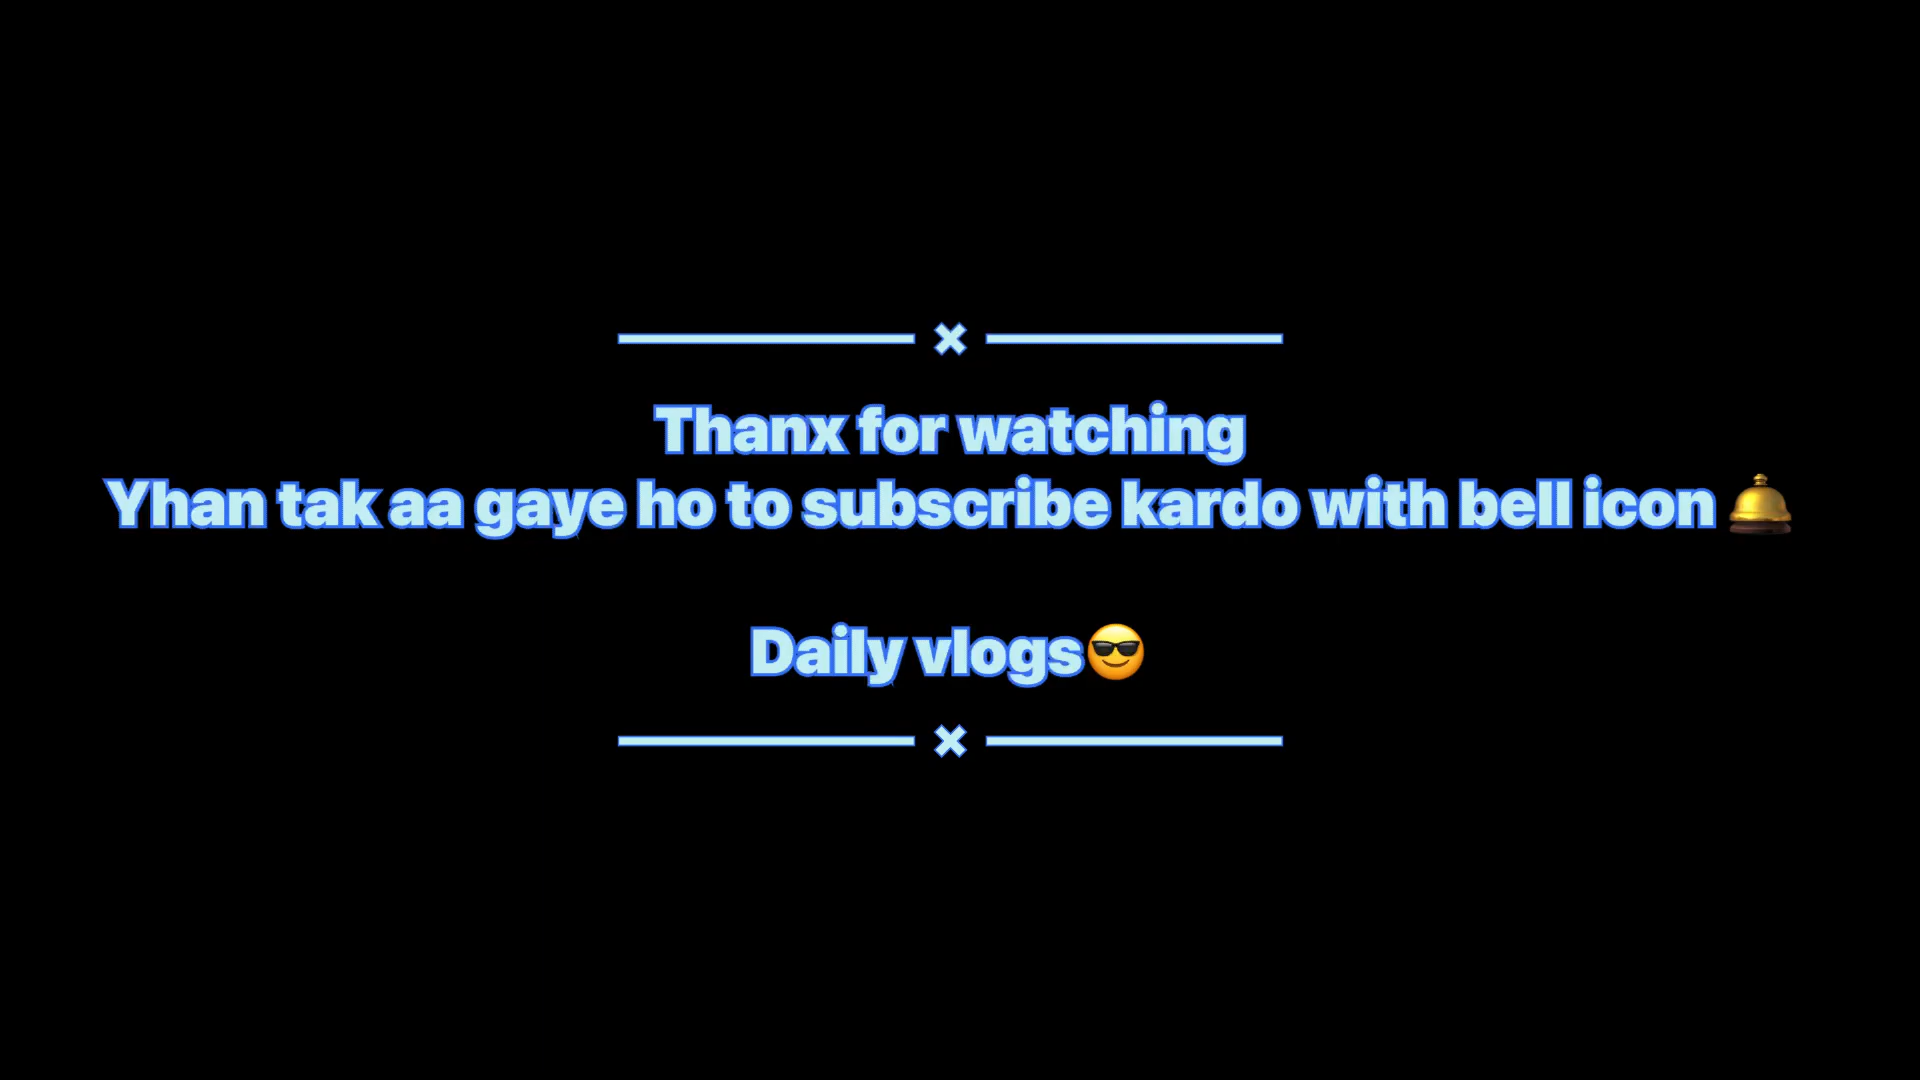 Thanx for watching
Yhan tak aa gaye ho to subscribe kardo with bell icon 🛎️
Daily vlogs😎